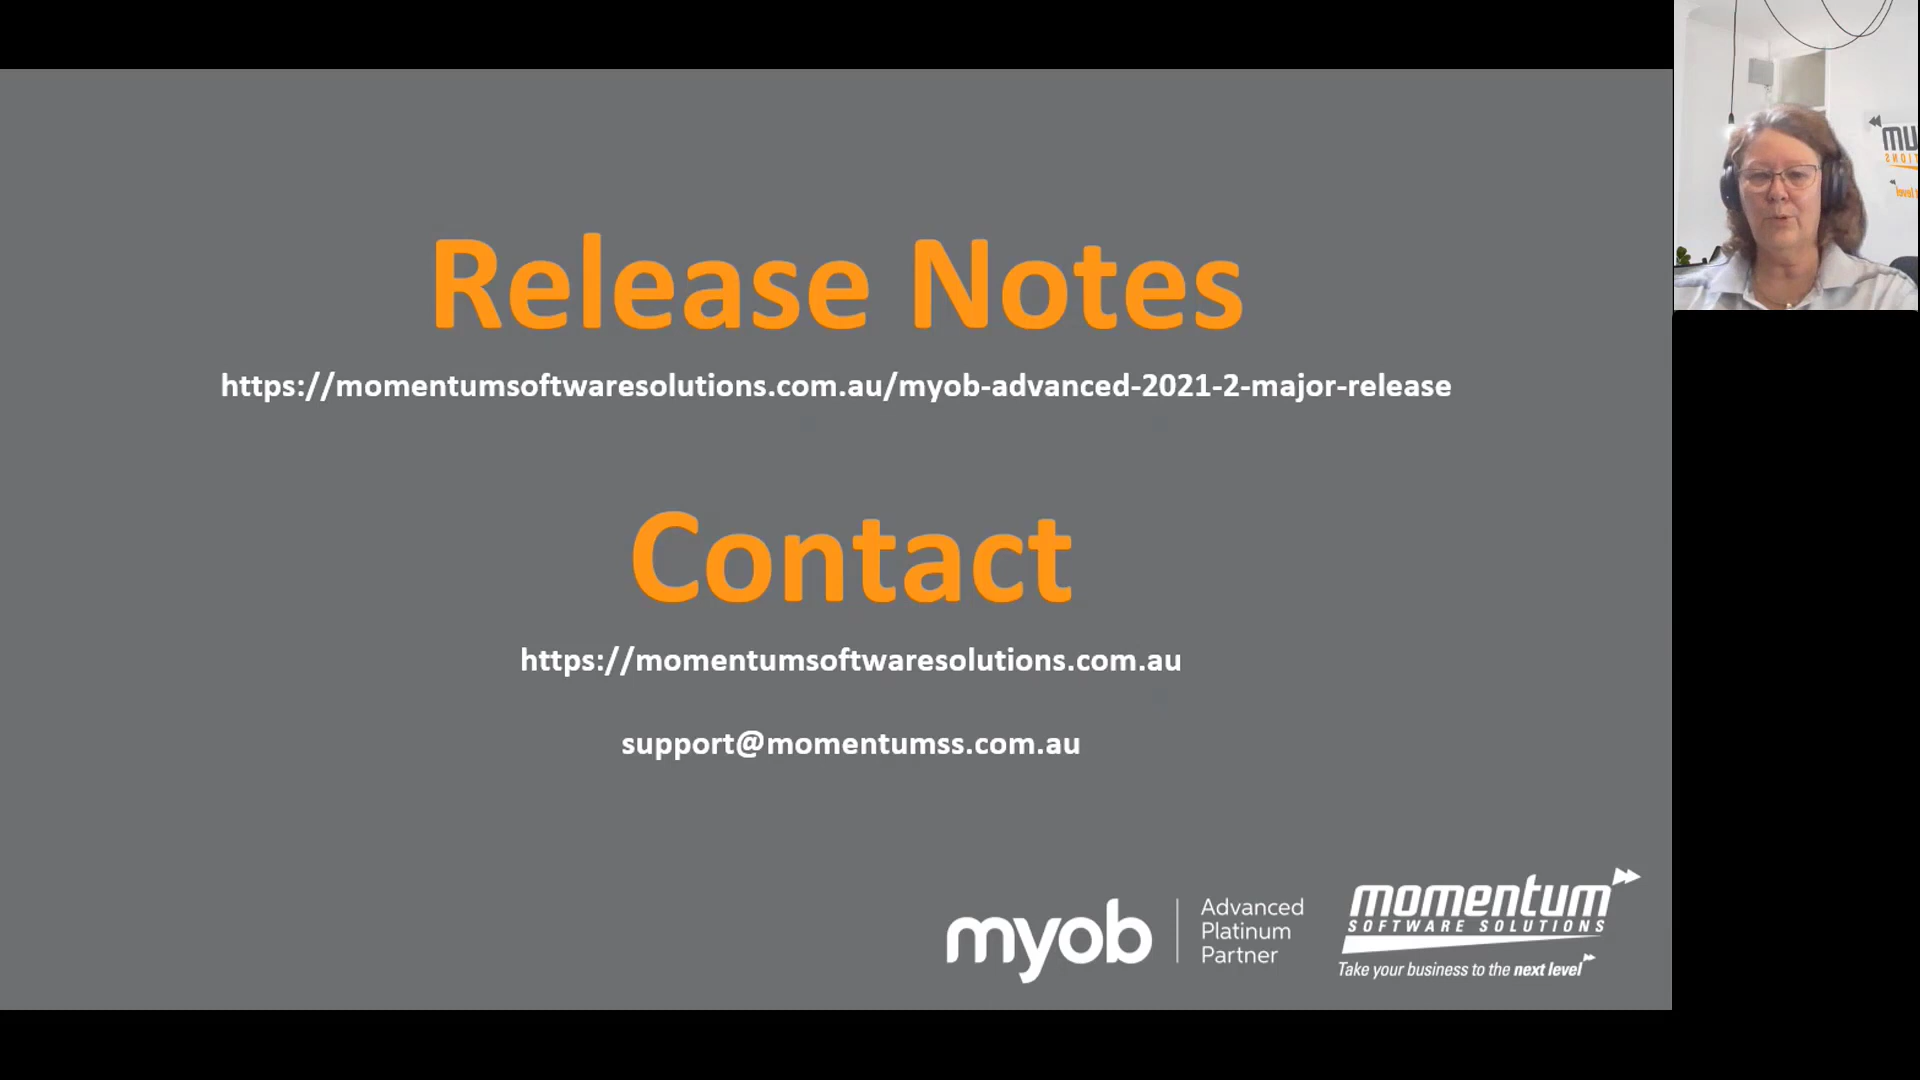 Release Notes
https://momentumsoftwaresolutions.com.au/myob-advanced-2021-2-major-release
Contact
https://momentumsoftwaresolutions.com.au
support@momentumss.com.au
myob
Advanced
Platinum
Partner
momentum
SOFTWARE SOLUTIONS
Take your business to the next level